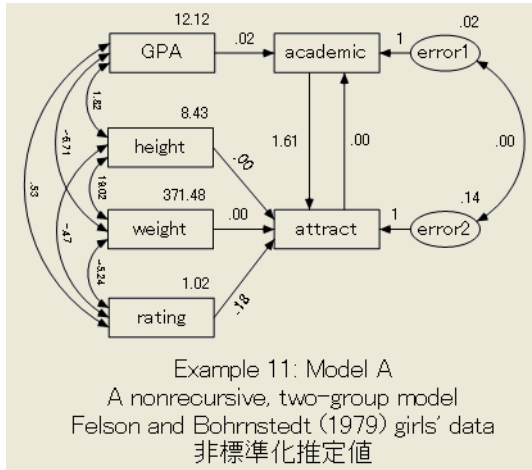 12.12
.02
GPA
.02
academic
1
error1
1.82
-6.71
8.43
1.61
.00
.00
.53
height
.00
-.47
19.02
371.48
.14
weight
.00
attract
1
error2
-5.24
1.02
.18
rating
Example 11: Model A
A nonrecursive, two-group model
Felson and Bohrnstedt (1979) girls' data
非標準化推定値